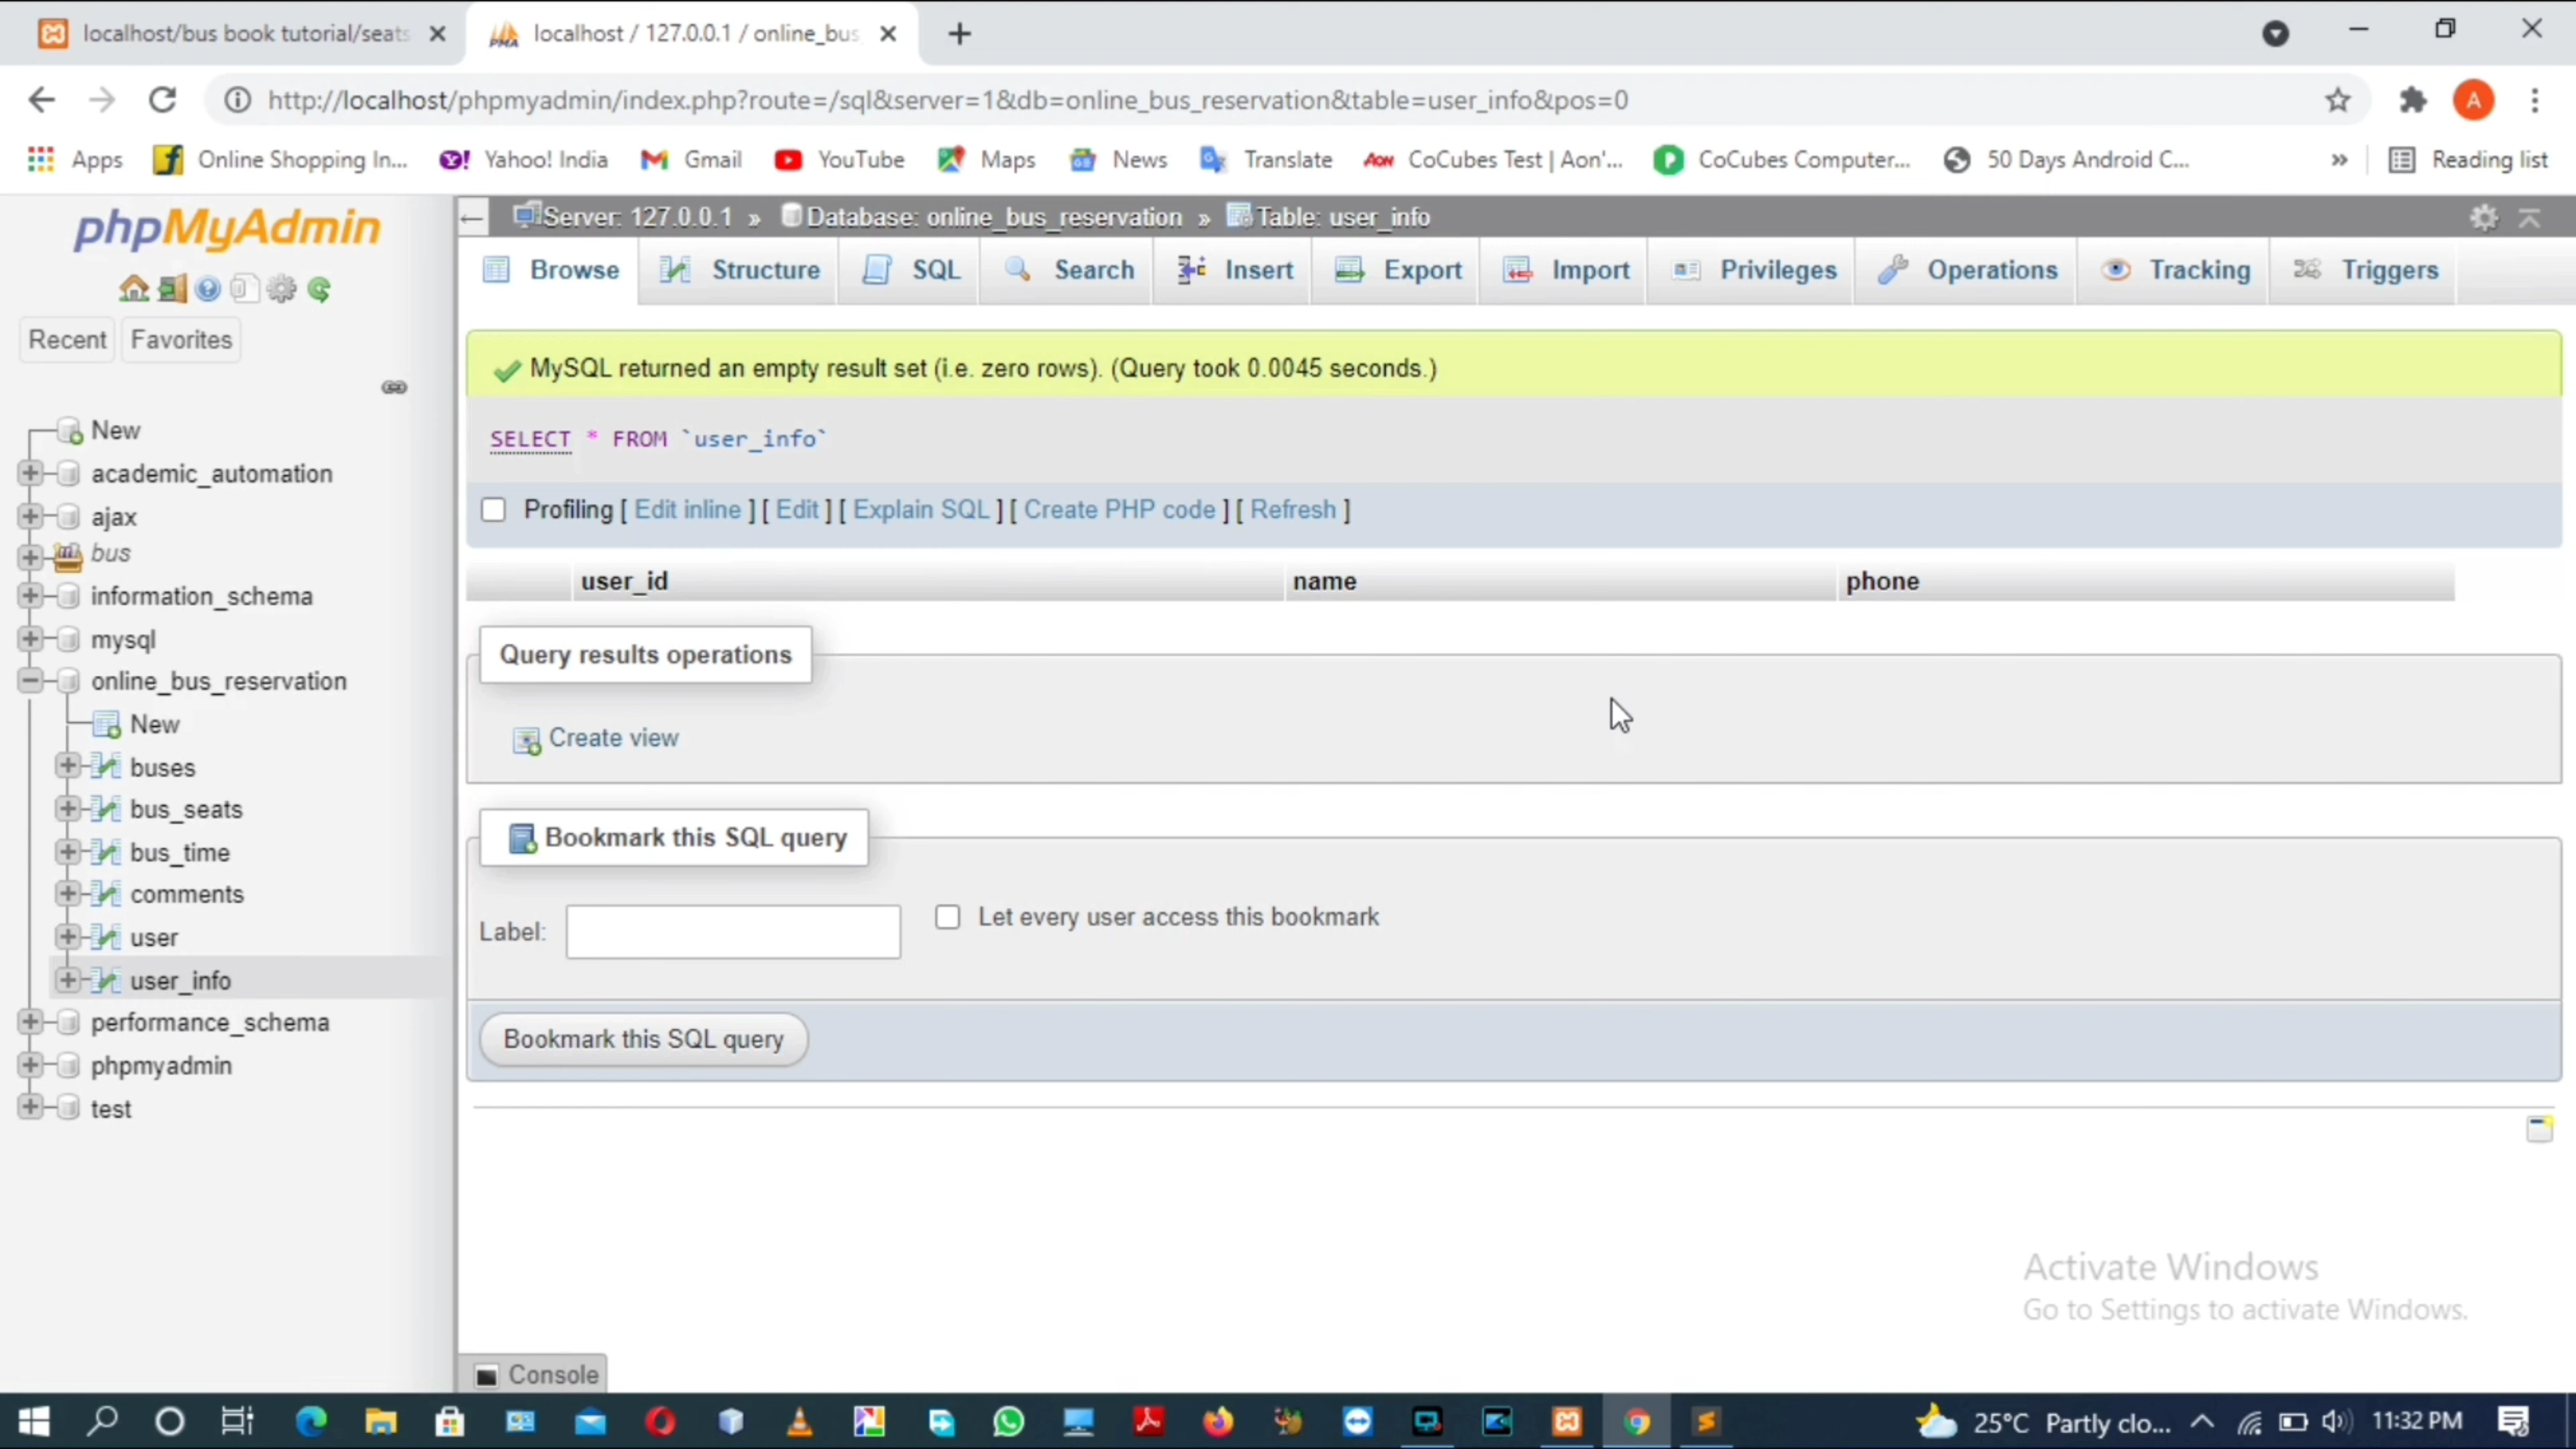 localhost/bus book tutorial/seats
localhost / 127.0.0.1 / online_bus
http://localhost/phpmyadmin/index.php?route=/sql&server=1&db=online_bus_reservation&table=user_info&pos=0
A
Apps
Online Shopping In...
Yahoo! India
Gmail
YouTube
Maps
News
Translate
CoCubes Test | Aon'...
CoCubes Computer...
50 Days Android C...
»
Reading list
phpMyAdmin
Recent
Favorites
New
academic_automation
ajax
bus
information_schema
mysql
online_bus_reservation
New
buses
bus_seats
bus_time
comments
user
user_info
performance_schema
phpmyadmin
test
Server: 127.0.0.1 » Database: online_bus_reservation » Table: user_info
Browse
Structure
SQL
Search
Insert
Export
Import
Privileges
Operations
Tracking
Triggers
MySQL returned an empty result set (i.e. zero rows). (Query took 0.0045 seconds.)
SELECT * FROM `user_info`
Profiling [ Edit inline ] [ Edit ] [ Explain SQL ] [ Create PHP code ] [ Refresh ]
user_id
name
phone
Query results operations
Create view
Bookmark this SQL query
Label:
Let every user access this bookmark
Bookmark this SQL query
Activate Windows
Go to Settings to activate Windows.
Console
25°C Partly clo...
11:32 PM